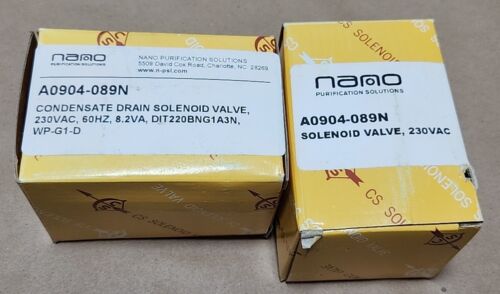 nano
NANO PURIFICATION SOLUTIONS
5509 David Cox Road, Charlotte, NC. 28269
www.n-psi.com
A0904-089N
CONDENSATE DRAIN SOLENOID VALVE,
230VAC, 60HZ, 8.2VA, DIT220BNG1A3N,
WP-G1-D
nano
PURIFICATION SOLUTIONS
A0904-089N
SOLENOID VALVE, 230VAC
CS SOLENOID
CS SOLENOID
SOLENOID